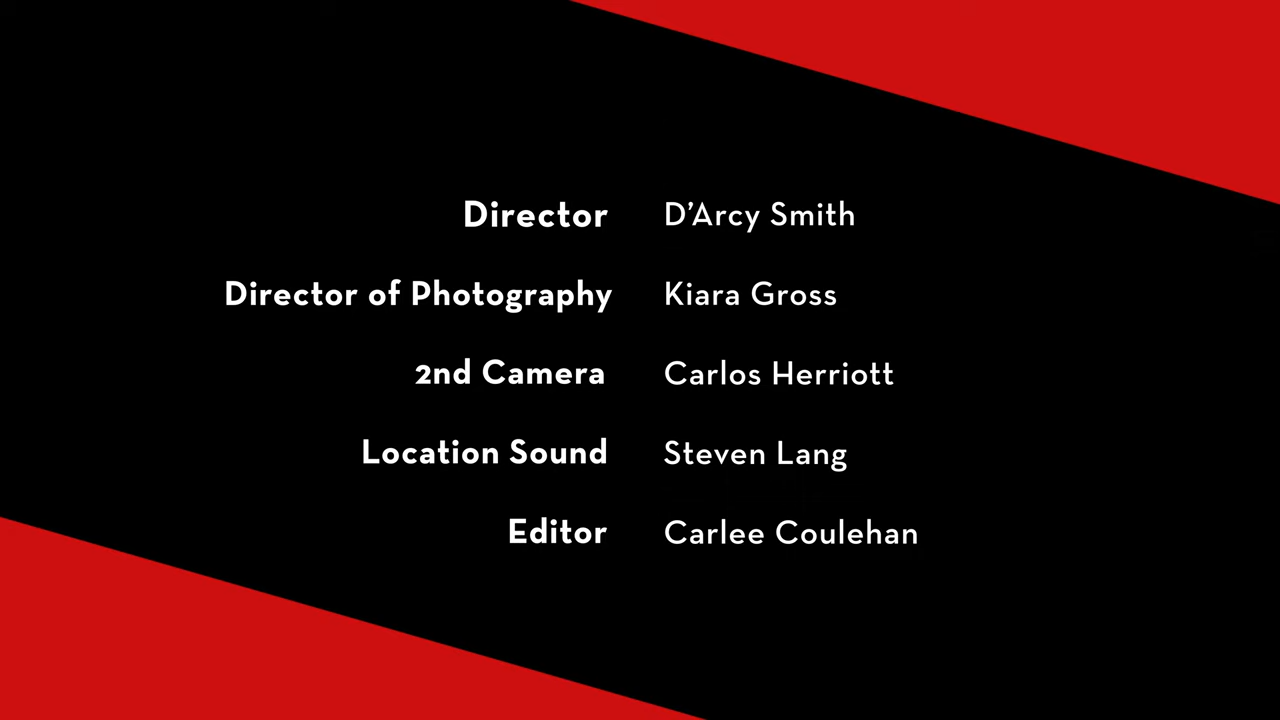 Director D’Arcy Smith
Director of Photography Kiara Gross
2nd Camera Carlos Herriott
Location Sound Steven Lang
Editor Carlee Coulehan